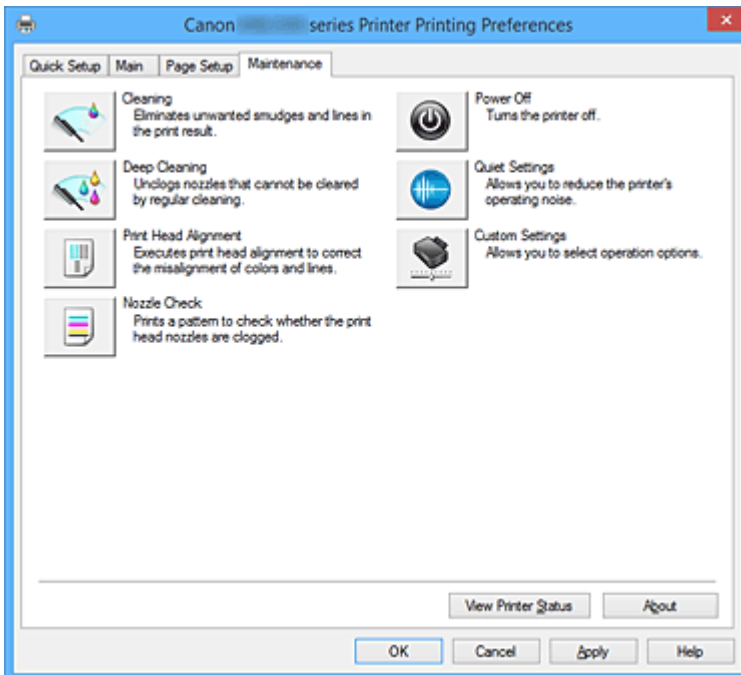 Canon series Printer Printing Preferences
Quick Setup Main Page Setup Maintenance
Cleaning
Eliminates unwanted smudges and lines in
the print result.
Deep Cleaning
Unclogs nozzles that cannot be cleared
by regular cleaning.
Print Head Alignment
Executes print head alignment to correct
the misalignment of colors and lines.
Nozzle Check
Prints a pattern to check whether the print
head nozzles are clogged.
Power Off
Turns the printer off.
Quiet Settings
Allows you to reduce the printer's
operating noise.
Custom Settings
Allows you to select operation options.
View Printer Status About
OK Cancel Apply Help